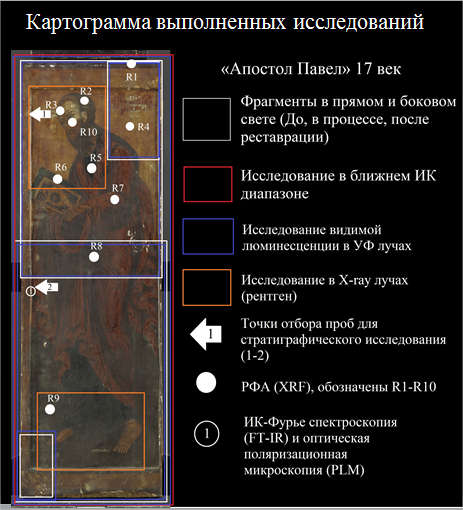 Картограмма выполненных исследований
«Апостол Павел» 17 век
R1
R2
R3
1
R10
R4
R5
R6
R7
R8
1
2
R9
Фрагменты в прямом и боковом
свете (До, в процессе, после
реставрации)
Исследование в ближнем ИК
диапазоне
Исследование видимой
люминесценции в УФ лучах
Исследование в X-ray лучах
(рентген)
1
Точки отбора проб для
стратиграфического исследования
(1-2)
РФА (XRF), обозначены R1-R10
1
ИК-Фурье спектроскопия
(FT-IR) и оптическая
поляризационная
микроскопия (PLM)